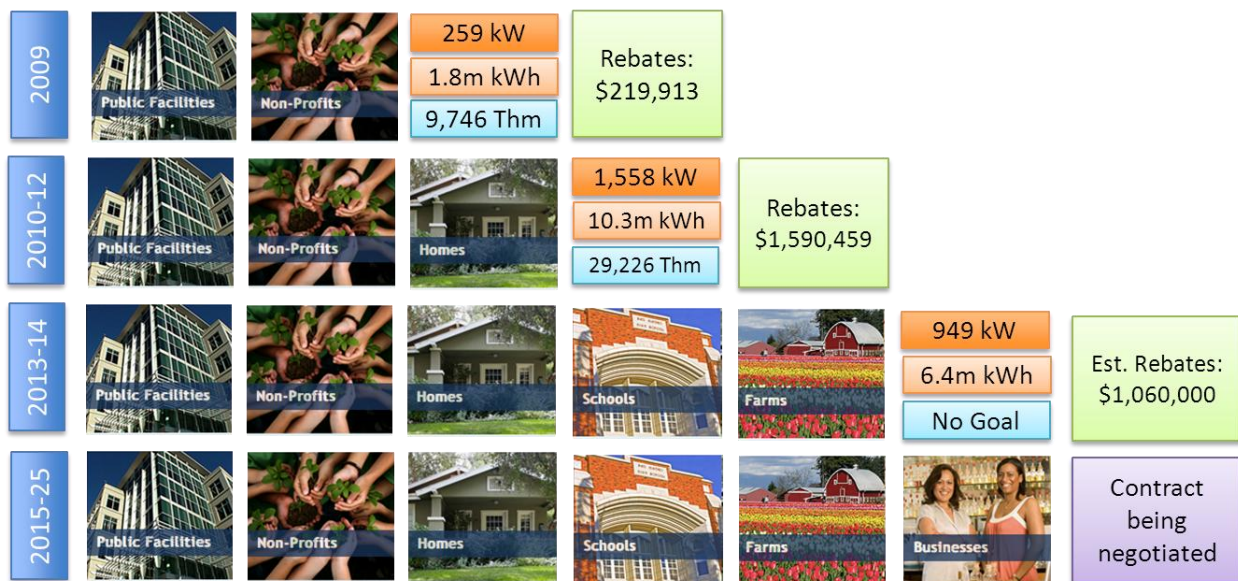 2009
Public Facilities
Non-Profits
259 kW
1.8m kWh
9,746 Thm
Rebates:
$219,913
2010-12
Public Facilities
Non-Profits
Homes
1,558 kW
10.3m kWh
29,226 Thm
Rebates:
$1,590,459
2013-14
Public Facilities
Non-Profits
Homes
Schools
Farms
949 kW
6.4m kWh
No Goal
Est. Rebates:
$1,060,000
2015-25
Public Facilities
Non-Profits
Homes
Schools
Farms
Businesses
Contract
being
negotiated